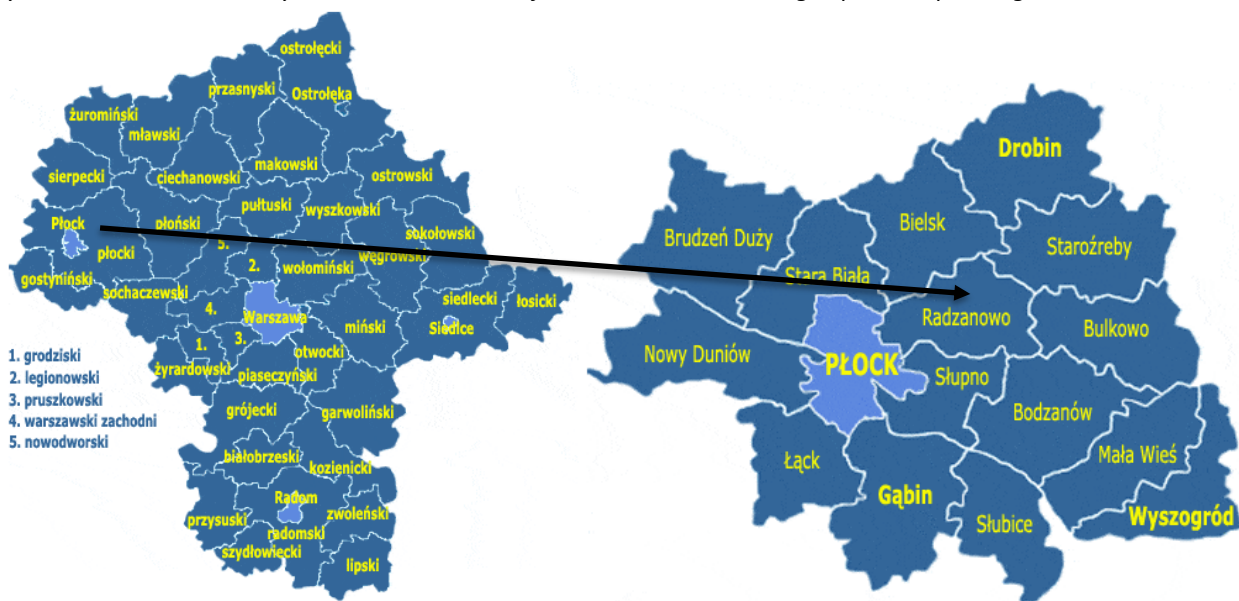 ostrołęcki
przasnyski
Ostrołęka
żuromiński
mławski
makowski
sierpecki
ciechanowski
ostrowski
pułtuski
wyszkowski
Płock
płoński
sokołowski
5.
płocki
węgrowski
2.
wołomiński
gostyniński
sochaczewski
siedlecki
łosicki
4.
Warszawa
miński
Siedlce
1.
3.
otwocki
żyrardowski
piaseczyński
1. grodziski
2. legionowski
3. pruszkowski
4. warszawski zachodni
5. nowodworski
grójecki
garwoliński
białobrzeski
kozienicki
Radom
zwoleński
przysuski
radomski
szydłowiecki
lipski
Drobin
Bielsk
Brudzeń Duży
Staroźreby
Stara Biała
Radzanowo
Bulkowo
Nowy Duniów
PŁOCK
Słupno
Bodzanów
Łąck
Mała Wieś
Gąbin
Wyszogród
Słubice